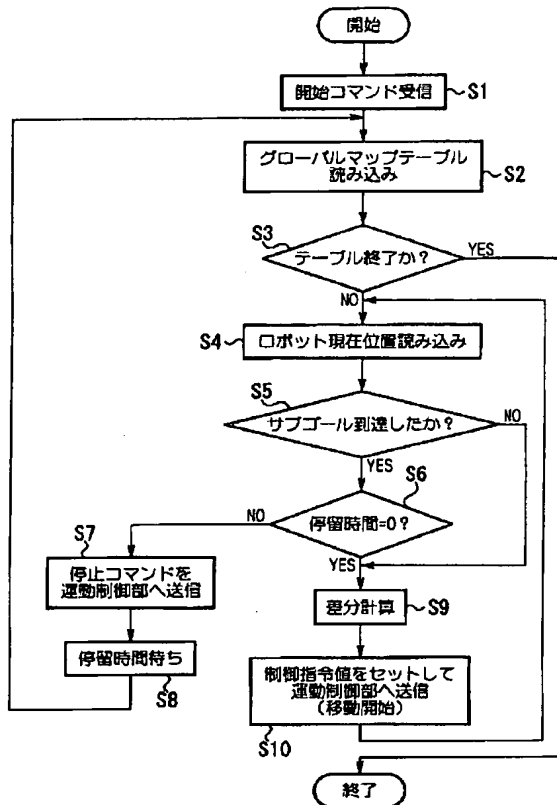 開始
開始コマンド受信
S1
グローバルマップテーブル
読み込み
S2
S3
テーブル終了か？
YES
NO
S4
ロボット現在位置読み込み
S5
サブゴール到達したか？
NO
YES
S6
停留時間=0？
NO
YES
S7
停止コマンドを
運動制御部へ送信
差分計算
S9
停留時間待ち
S8
制御指令値をセットして
運動制御部へ送信
（移動開始）
S10
終了